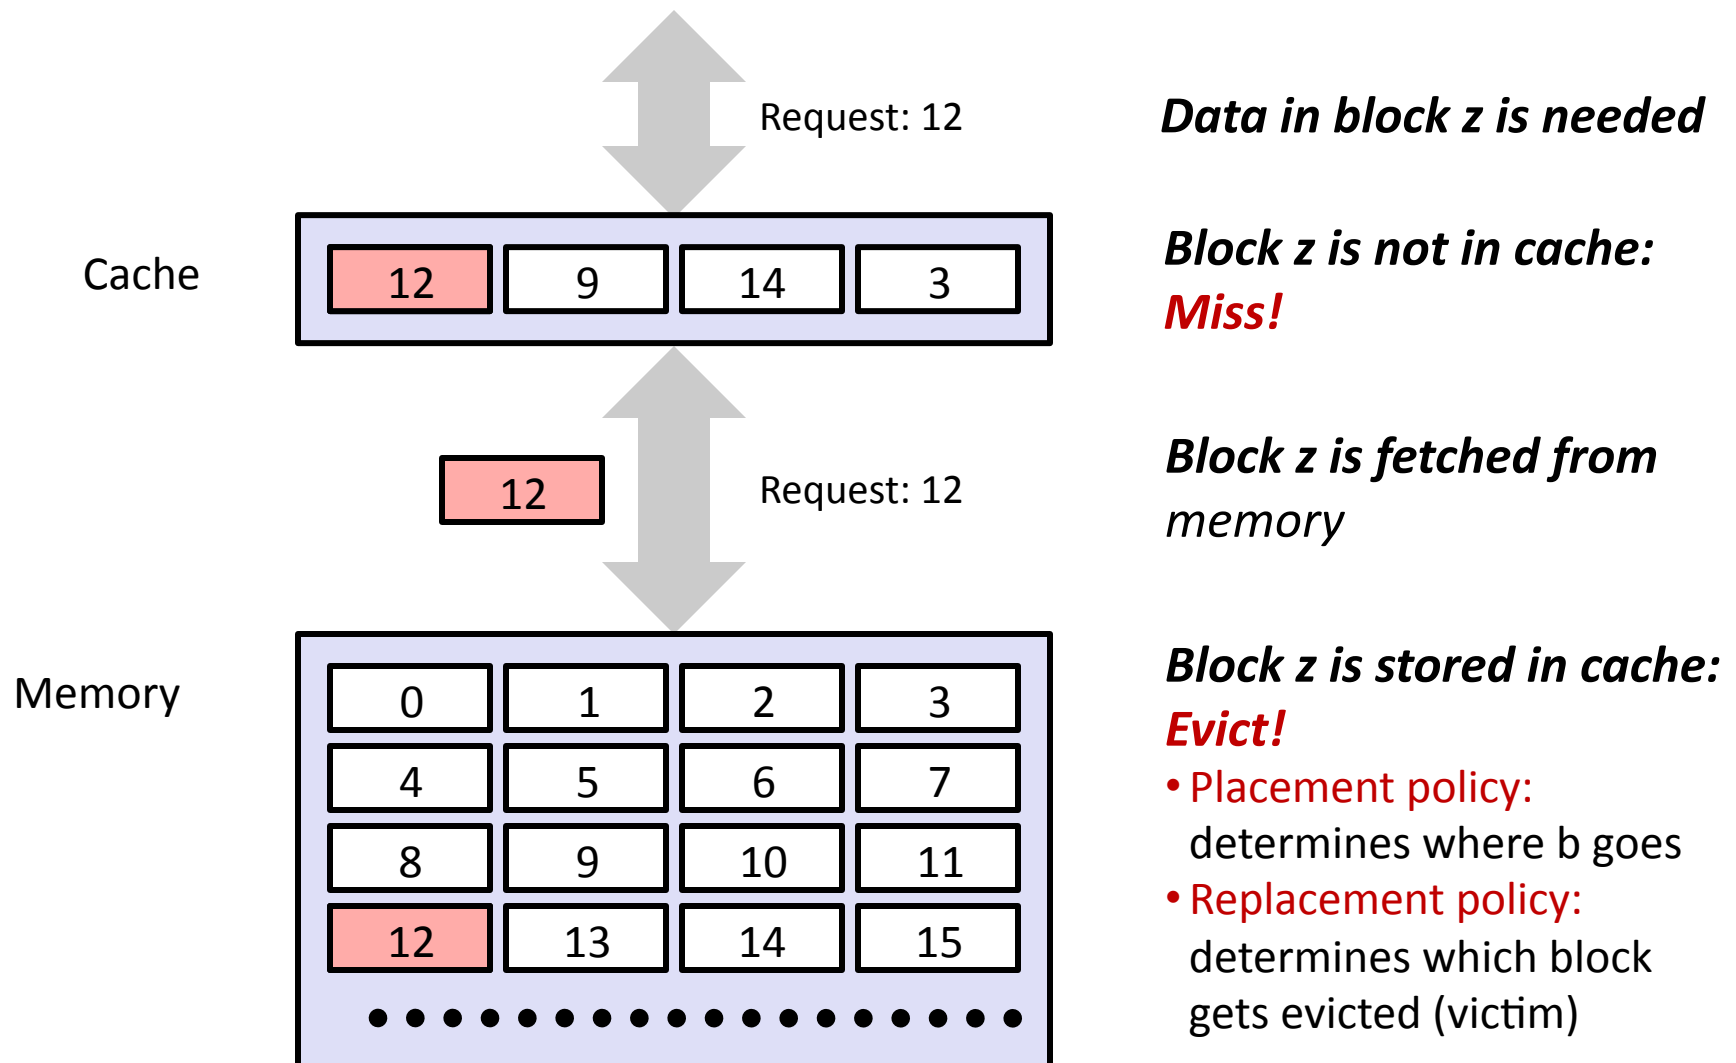 Request: 12
Data in block z is needed
Cache
12 9 14 3
Block z is not in cache:
Miss!
12
Request: 12
Block z is fetched from
memory
Memory
0 1 2 3
4 5 6 7
8 9 10 11
12 13 14 15
Block z is stored in cache:
Evict!
• Placement policy:
determines where b goes
• Replacement policy:
determines which block
gets evicted (victim)